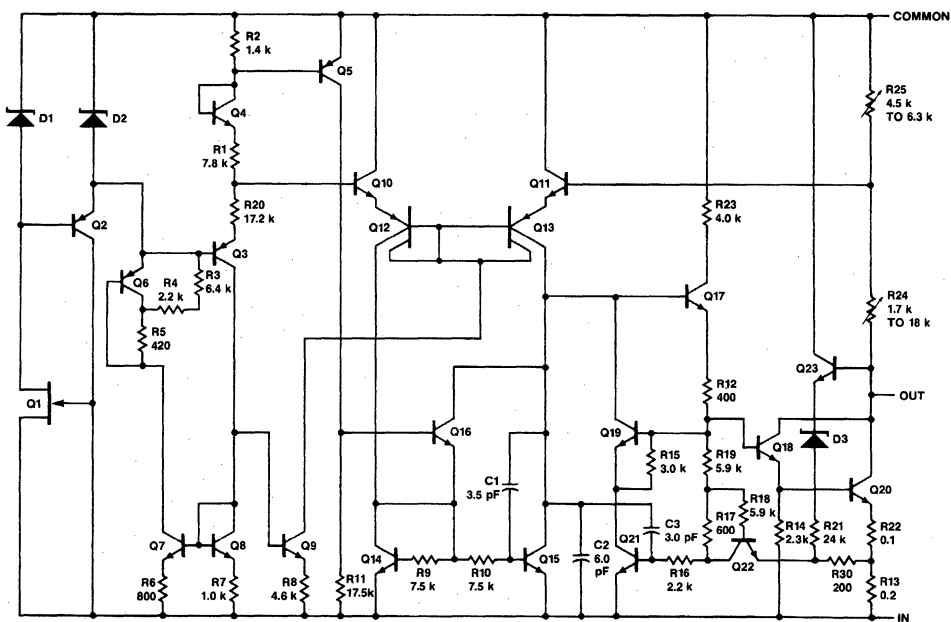 COMMON
R2
1.4 k
Q5
R25
4.5 k
TO 6.3 k
D1
D2
Q4
R1
7.8 k
Q10
Q11
R20
17.2 k
Q2
Q12
Q13
R23
4.0 k
Q3
Q6
R4
2.2 k
R3
6.4 k
Q17
R24
1.7 k
TO 18 k
R5
420
Q23
Q1
R12
400
OUT
Q16
Q19
Q18
D3
R15
3.0 k
R19
5.9 k
C1
3.5 pF
R18
5.9 k
Q20
C3
3.0 pF
R17
600
R14
2.3k
R21
24 k
R22
0.1
Q7
Q8
Q9
Q14
R9
7.5 k
R10
7.5 k
Q15
C2
6.0
pF
Q21
R16
2.2 k
Q22
R30
200
R6
800
R7
1.0 k
R8
4.6 k
R11
17.5k
R13
0.2
IN